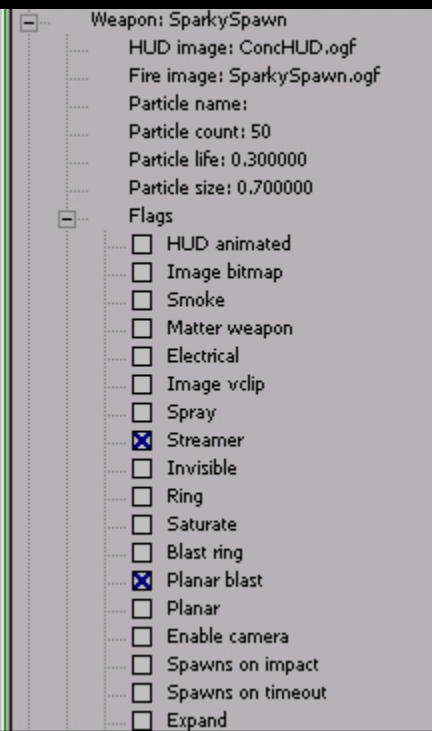 Weapon: SparkySpawn
HUD image: ConcHUD.ogf
Fire image: SparkySpawn.ogf
Particle name:
Particle count: 50
Particle life: 0.300000
Particle size: 0.700000
Flags
HUD animated
Image bitmap
Smoke
Matter weapon
Electrical
Image vclip
Spray
Streamer
Invisible
Ring
Saturate
Blast ring
Planar blast
Planar
Enable camera
Spawns on impact
Spawns on timeout
Expand